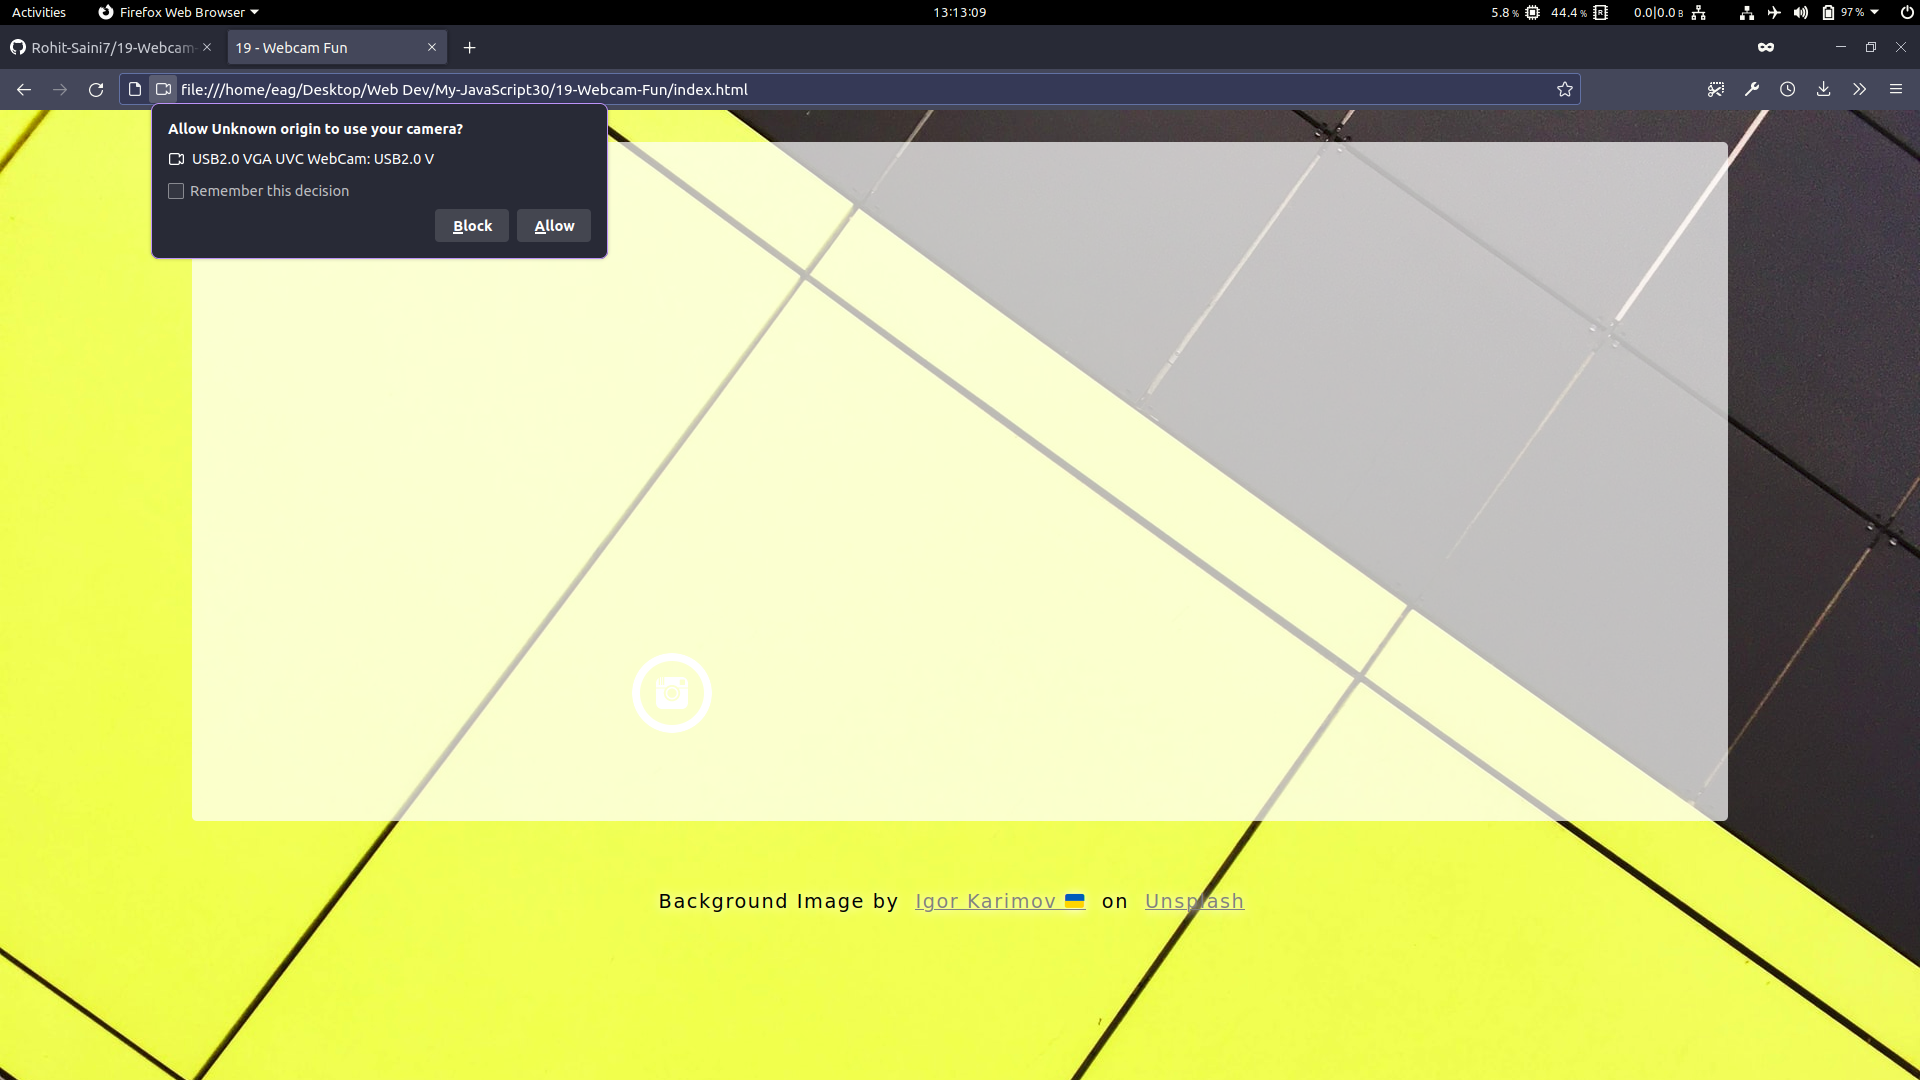 Activities Firefox Web Browser 13:13:09 5.8 % 44.4 % 0.0|0.0 B 97 %
Rohit-Saini7/19-Webcam- 19 - Webcam Fun
file:///home/eag/Desktop/Web Dev/My-JavaScript30/19-Webcam-Fun/index.html
Allow Unknown origin to use your camera?
USB2.0 VGA UVC WebCam: USB2.0 V
Remember this decision
Block Allow
Background Image by Igor Karimov 🇺🇦 on Unsplash